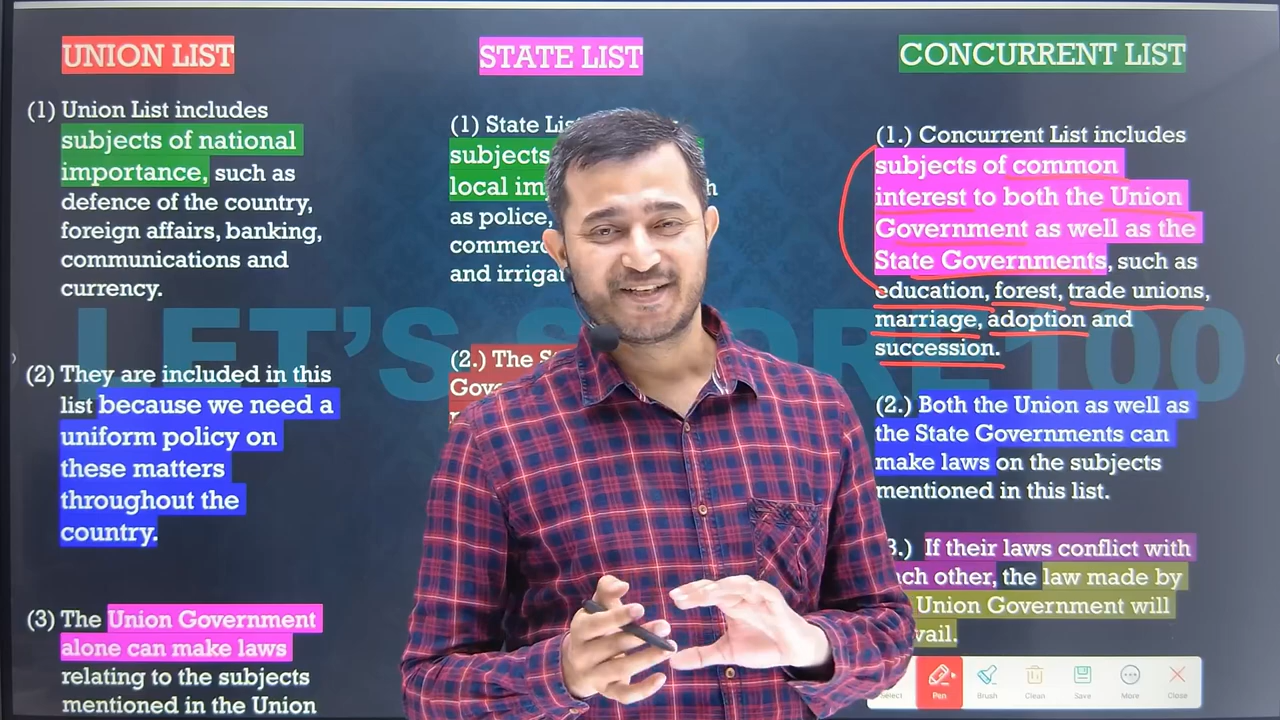 UNION LIST
(1) Union List includes
subjects of national
importance, such as
defence of the country,
foreign affairs, banking,
communications and
currency.
(2) They are included in this
list because we need a
uniform policy on
these matters
throughout the
country.
(3) The Union Government
alone can make laws
relating to the subjects
mentioned in the Union
STATE LIST
(1) State
subjects
local
as police,
and
(2.) The
CONCURRENT LIST
(1.) Concurrent List includes
subjects of common
interest to both the Union
Government as well as the
State Governments, such as
education, forest, trade unions,
marriage, adoption and
succession.
(2.) Both the Union as well as
the State Governments can
make laws on the subjects
mentioned in this list.
If their laws conflict with
other, the law made by
Union Government will
LET'S 100
Select
Pen
Brush
Clean
Save
More
Close